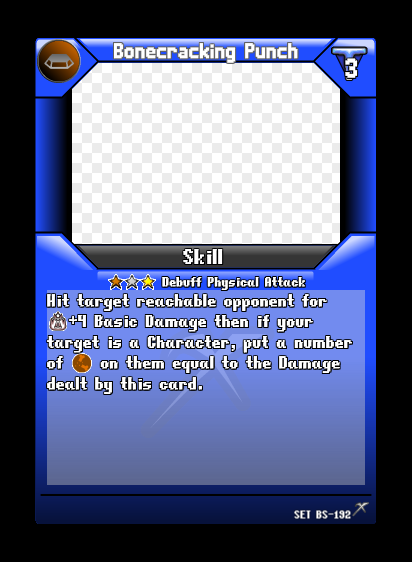 Bonecracking Punch
3
Skill
Debuff Physical Attack
Hit target reachable opponent for
+4 Basic Damage then if your
target is a Character, put a number
of on them equal to the Damage
dealt by this card.
SET BS-192